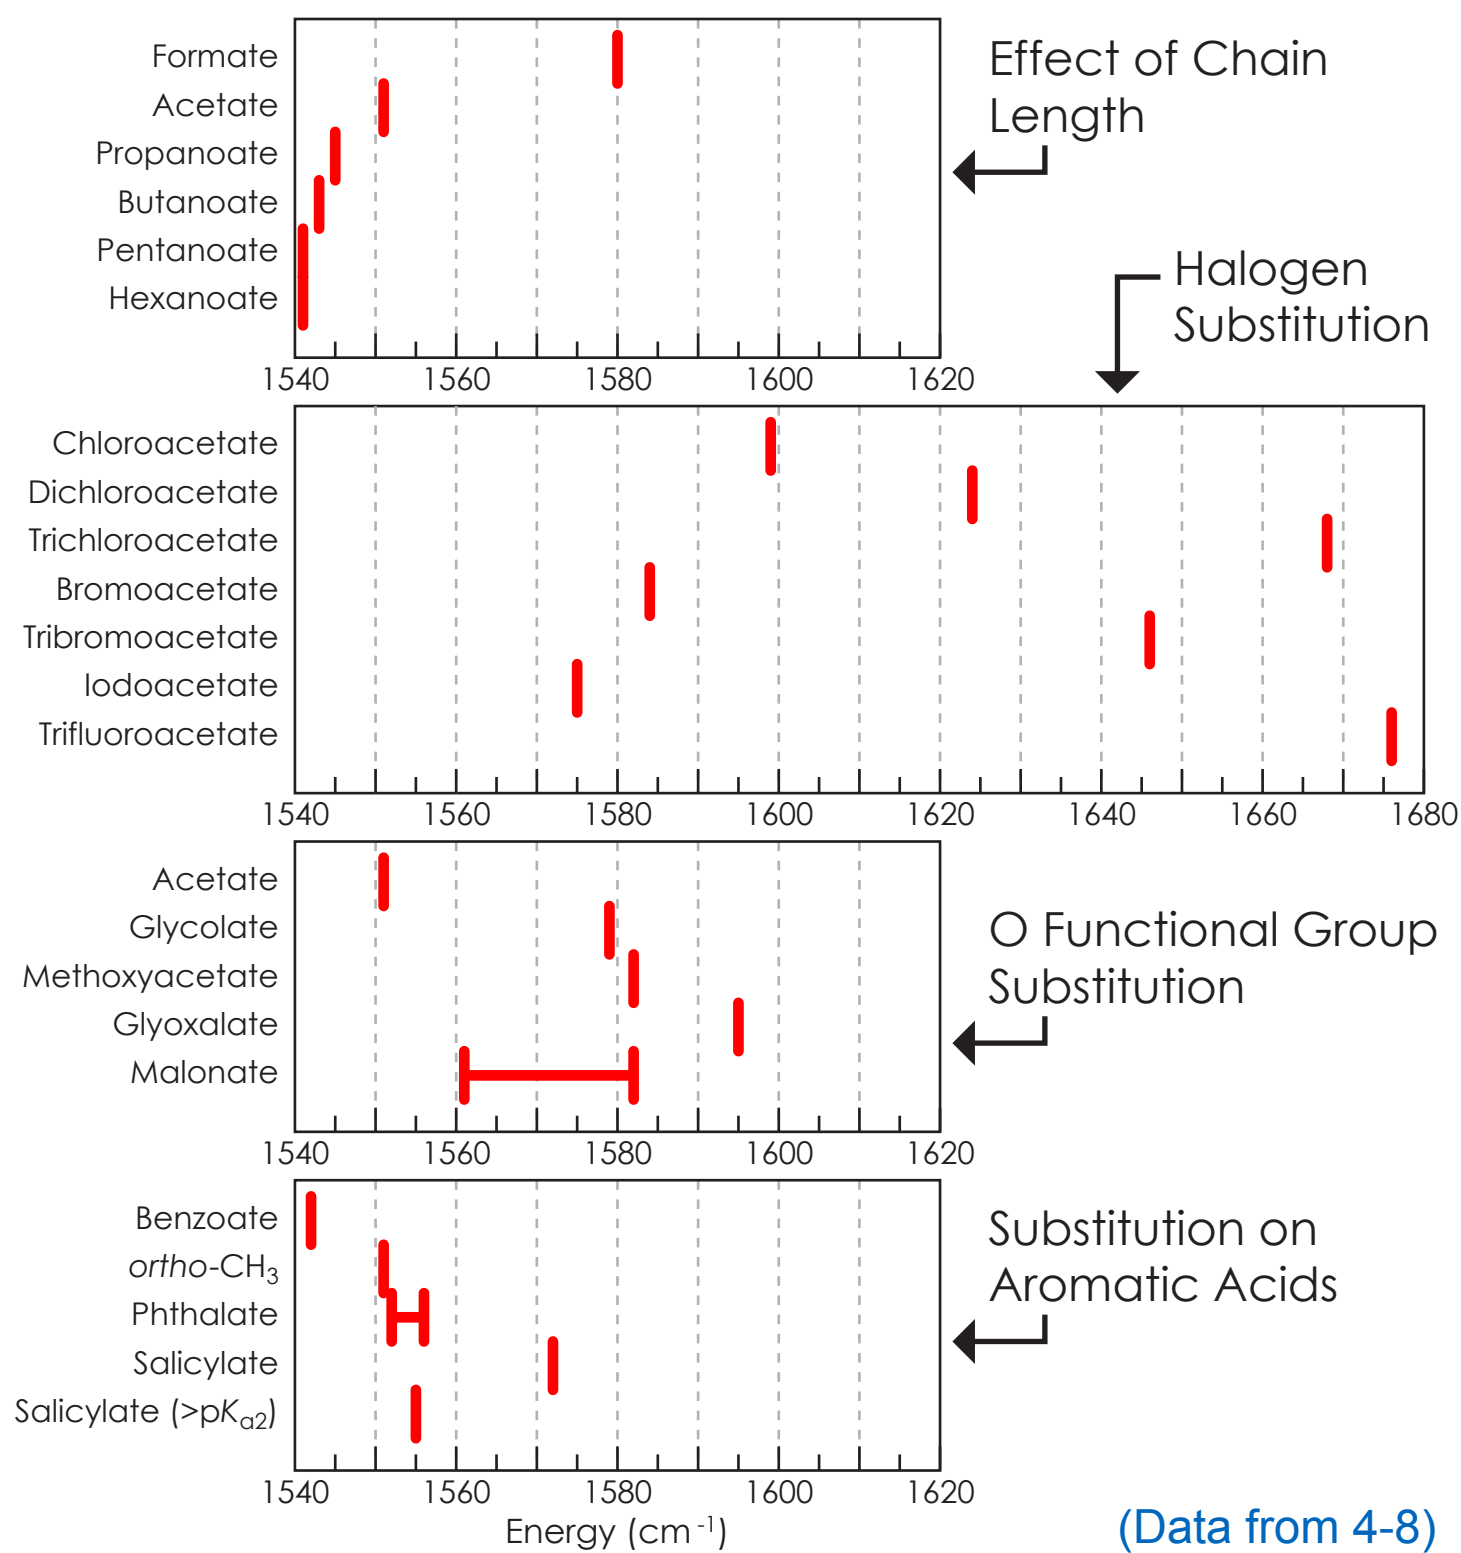 Formate
Acetate
Propanoate
Butanoate
Pentanoate
Hexanoate
1540 1560 1580 1600 1620
Effect of Chain
Length
Halogen
Substitution
Chloroacetate
Dichloroacetate
Trichloroacetate
Bromoacetate
Tribromoacetate
Iodoacetate
Trifluoroacetate
1540 1560 1580 1600 1620 1640 1660 1680
Acetate
Glycolate
Methoxyacetate
Glyoxalate
Malonate
1540 1560 1580 1600 1620
O Functional Group
Substitution
Benzoate
ortho-CH₃
Phthalate
Salicylate
Salicylate (>pKₐ₂)
1540 1560 1580 1600 1620
Energy (cm⁻¹)
Substitution on
Aromatic Acids
(Data from 4-8)